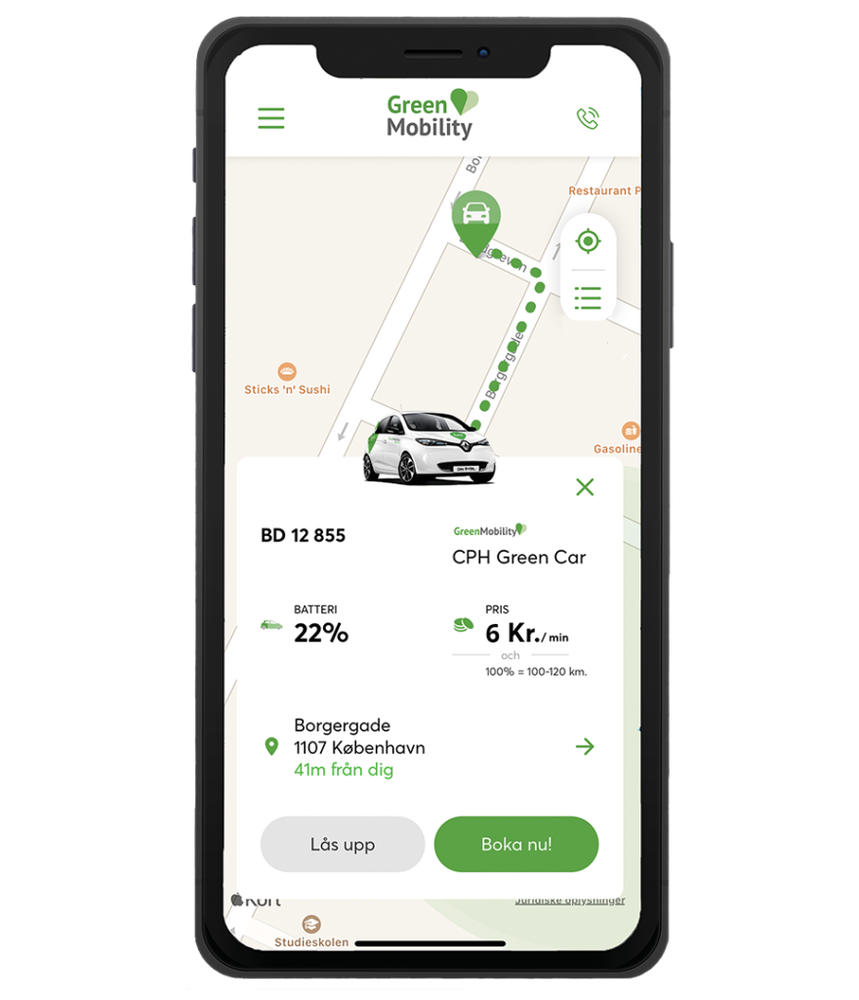 Green
Mobility
Bor
Restaurant P
Borgergade
Sticks 'n' Sushi
Gasoline
BD 12 855
GreenMobility
CPH Green Car
BATTERI
22%
PRIS
6 Kr./ min
och
100% = 100-120 km.
Borgergade
1107 København
41m från dig
Lås upp
Boka nu!
Kort
Juridiske oplysninger
Studieskolen